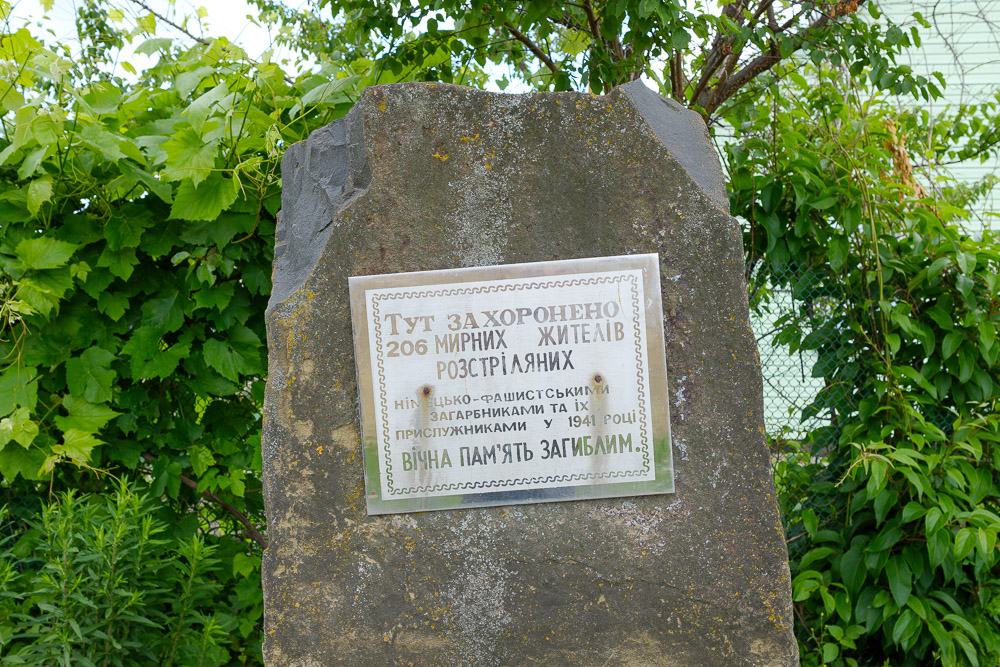 ТУТ ЗАХОРОНЕНО
206 МИРНИХ ЖИТЕЛІВ
РОЗСТРІЛЯНИХ
НІМЕЦЬКО-ФАШИСТСЬКИМИ
ЗАГАРБНИКАМИ ТА ЇХ
ПРИСЛУЖНИКАМИ У 1941 РОЦІ.
ВІЧНА ПАМ'ЯТЬ ЗАГИБЛИМ.